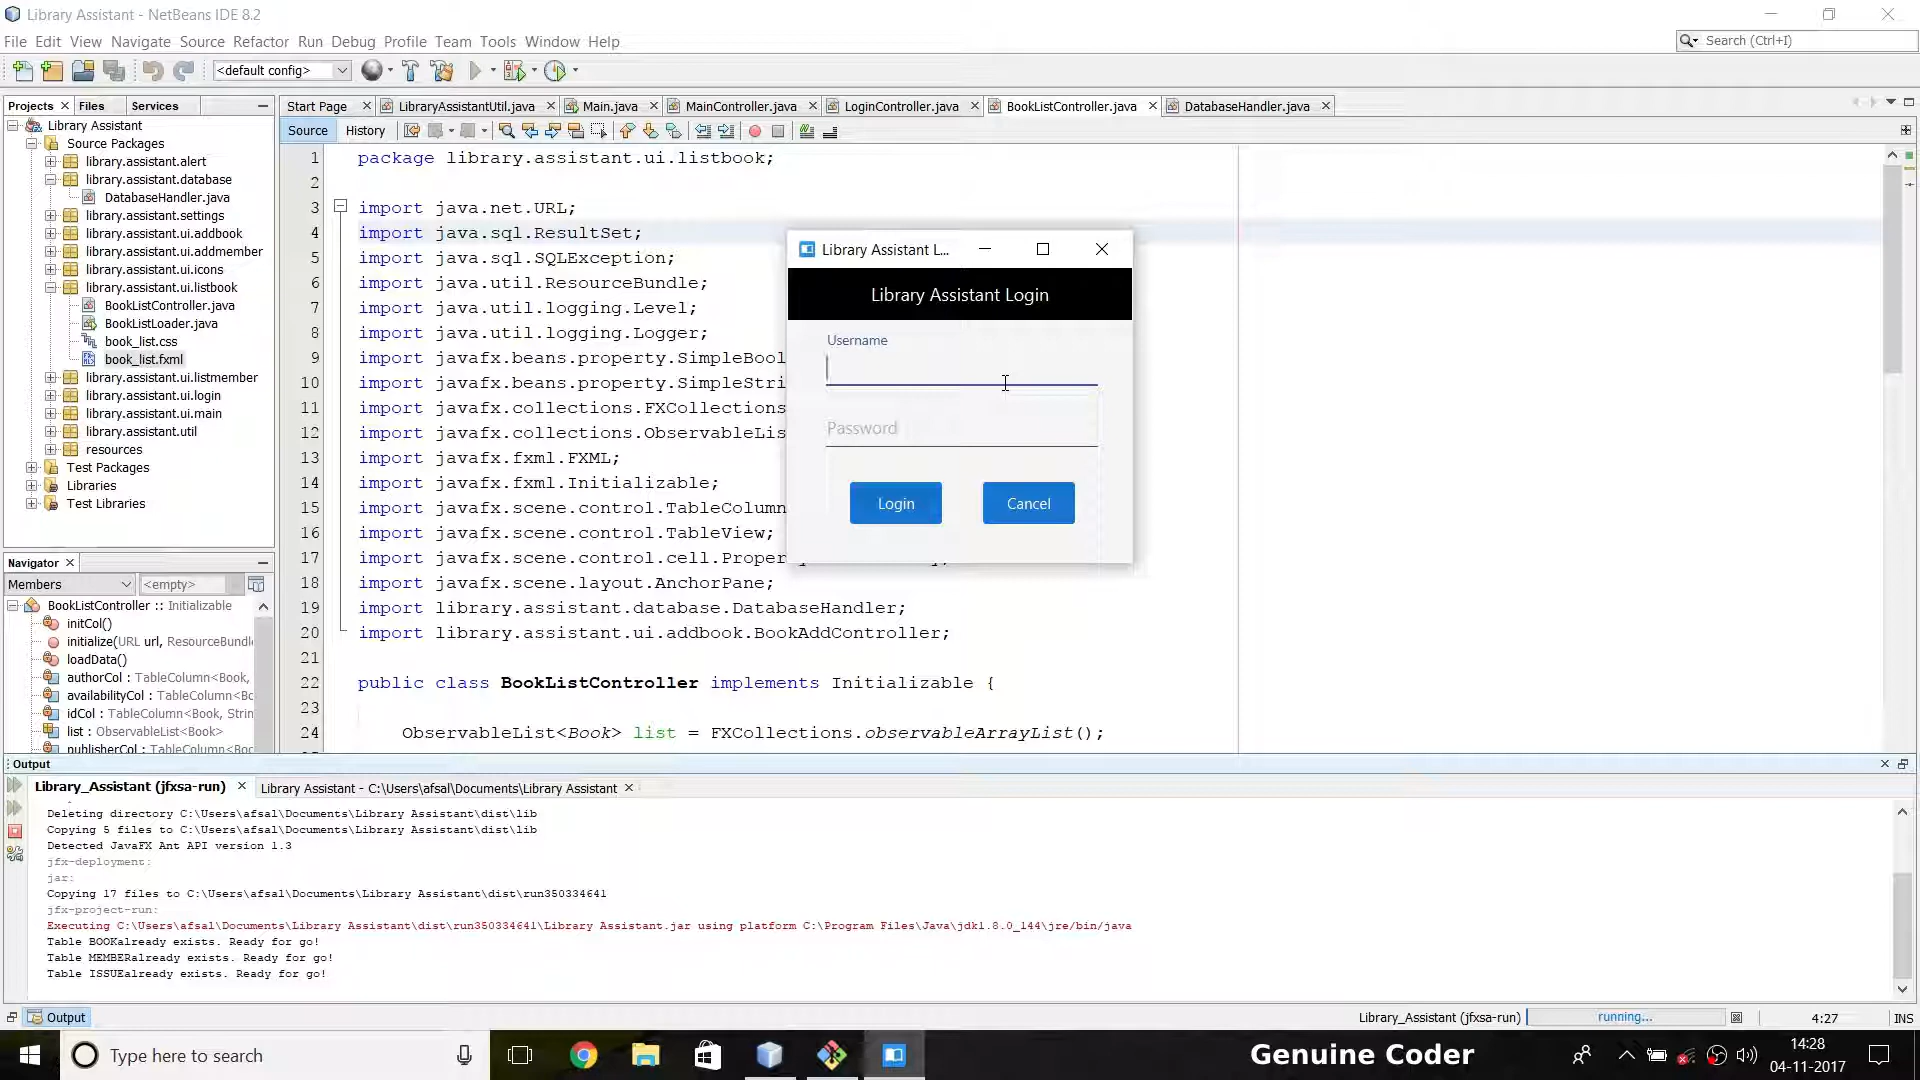 Library Assistant - NetBeans IDE 8.2
File Edit View Navigate Source Refactor Run Debug Profile Team Tools Window Help
Search (Ctrl+I)
<default config>
Projects Files Services
Start Page LibraryAssistantUtil.java Main.java MainController.java LoginController.java BookListController.java DatabaseHandler.java
Source History
Library Assistant
Source Packages
library.assistant.alert
library.assistant.database
DatabaseHandler.java
library.assistant.settings
library.assistant.ui.addbook
library.assistant.ui.addmember
library.assistant.ui.icons
library.assistant.ui.listbook
BookListController.java
BookListLoader.java
book_list.css
book_list.fxml
library.assistant.ui.listmember
library.assistant.ui.login
library.assistant.ui.main
library.assistant.util
resources
Test Packages
Libraries
Test Libraries
Navigator
Members <empty>
BookListController :: Initializable
initCol()
initialize(URL url, ResourceBundle
loadData()
authorCol : TableColumn<Book,
availabilityCol : TableColumn<Bo
idCol : TableColumn<Book, Strin
list : ObservableList<Book>
publisherCol : TableColumn<Boo
1 package library.assistant.ui.listbook;
2
3 import java.net.URL;
4 import java.sql.ResultSet;
5 import java.sql.SQLException;
6 import java.util.ResourceBundle;
7 import java.util.logging.Level;
8 import java.util.logging.Logger;
9 import javafx.beans.property.SimpleBool
10 import javafx.beans.property.SimpleStri
11 import javafx.collections.FXCollections
12 import javafx.collections.ObservableLis
13 import javafx.fxml.FXML;
14 import javafx.fxml.Initializable;
15 import javafx.scene.control.TableColumn
16 import javafx.scene.control.TableView;
17 import javafx.scene.control.cell.Proper
18 import javafx.scene.layout.AnchorPane;
19 import library.assistant.database.DatabaseHandler;
20 import library.assistant.ui.addbook.BookAddController;
21
22 public class BookListController implements Initializable {
23
24 ObservableList<Book> list = FXCollections.observableArrayList();
Library Assistant L...
Library Assistant Login
Username
Password
Login Cancel
Output
Library_Assistant (jfxsa-run) Library Assistant - C:\Users\afsal\Documents\Library Assistant
Deleting directory C:\Users\afsal\Documents\Library Assistant\dist\lib
Copying 5 files to C:\Users\afsal\Documents\Library Assistant\dist\lib
Detected JavaFX Ant API version 1.3
jfx-deployment:
jar:
Copying 17 files to C:\Users\afsal\Documents\Library Assistant\dist\run350334641
jfx-project-run:
Executing C:\Users\afsal\Documents\Library Assistant\dist\run350334641\Library Assistant.jar using platform C:\Program Files\Java\jdk1.8.0_144\jre/bin/java
Table BOOKalready exists. Ready for go!
Table MEMBERalready exists. Ready for go!
Table ISSUEalready exists. Ready for go!
Output
Library_Assistant (jfxsa-run) running... 4:27 INS
Type here to search
Genuine Coder
14:28
04-11-2017